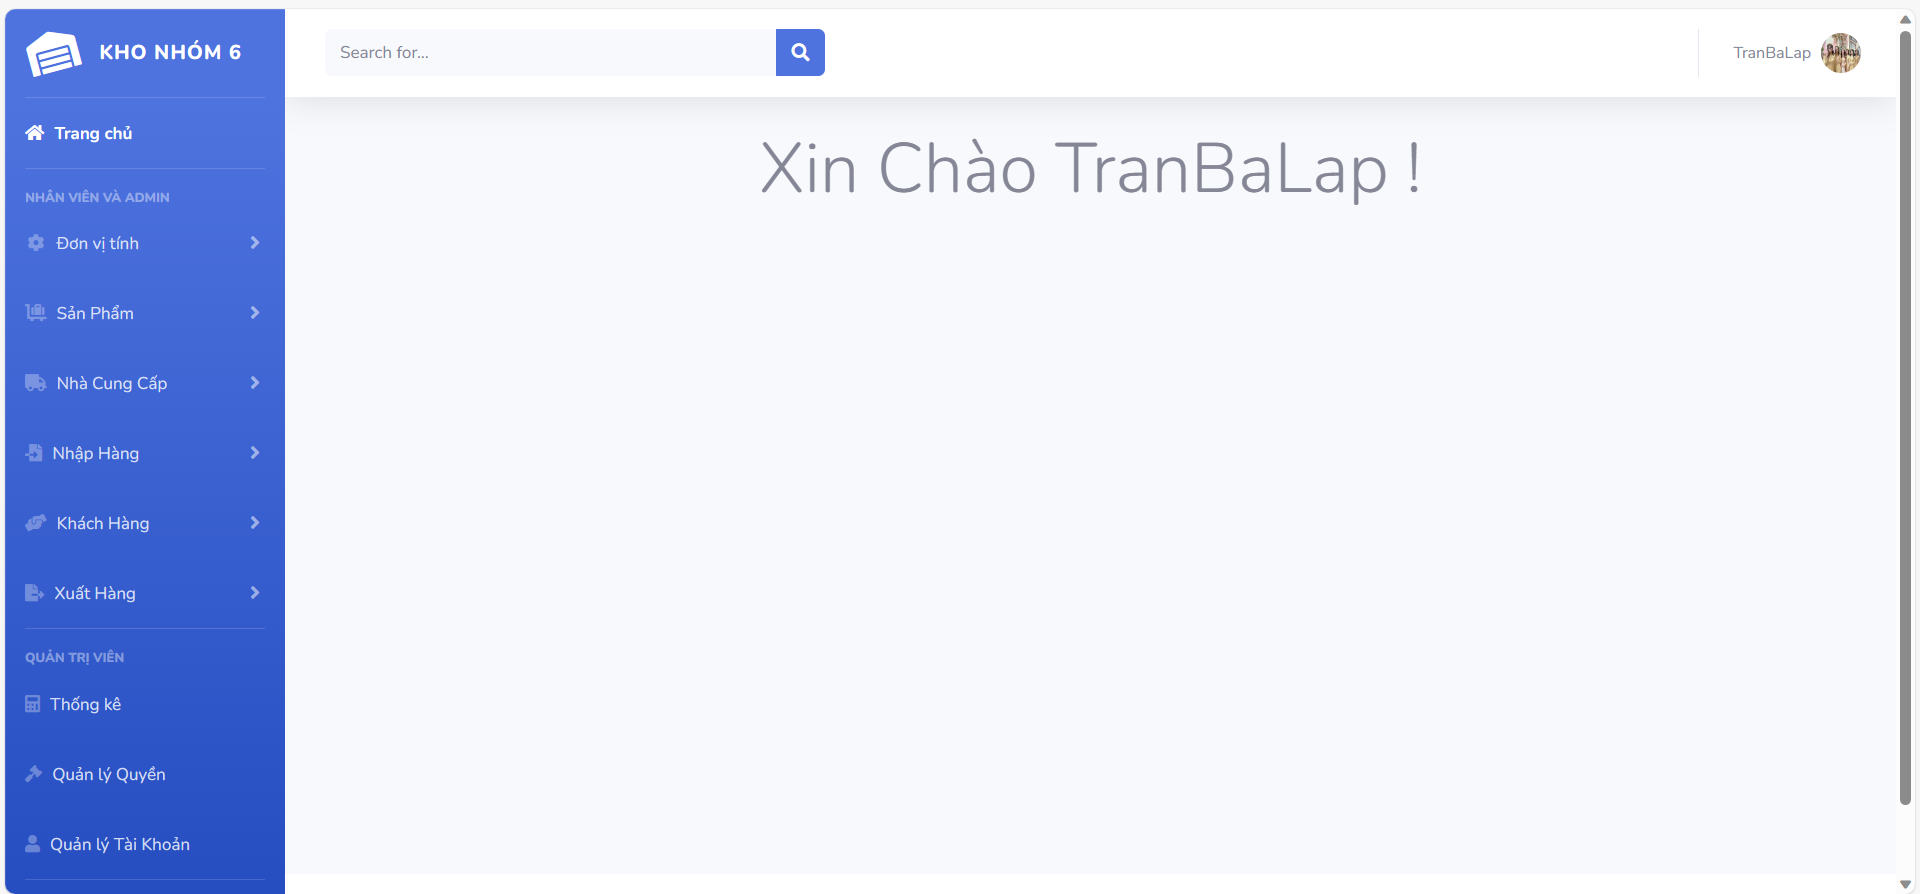 KHO NHÓM 6
Search for...
TranBaLap
Trang chủ
Xin Chào TranBaLap !
NHÂN VIÊN VÀ ADMIN
Đơn vị tính
Sản Phẩm
Nhà Cung Cấp
Nhập Hàng
Khách Hàng
Xuất Hàng
QUẢN TRỊ VIÊN
Thống kê
Quản lý Quyền
Quản lý Tài Khoản